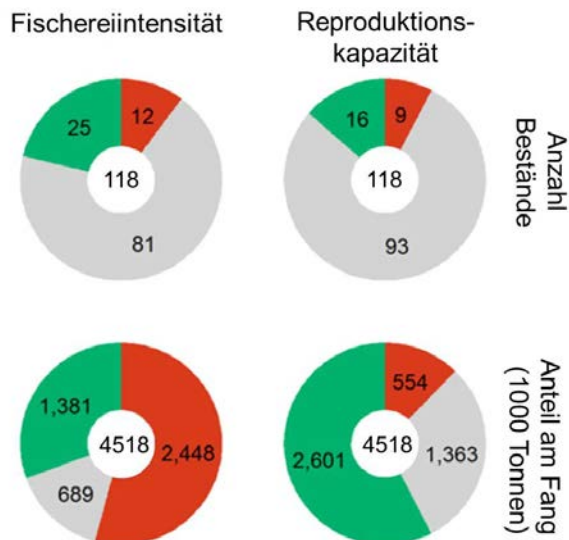 Fischereiintensität
Reproduktions-
kapazität
25
12
118
81
16
9
118
93
Anzahl
Bestände
1,381
4518
2,448
689
554
2,601
4518
1,363
Anteil am Fang
(1000 Tonnen)